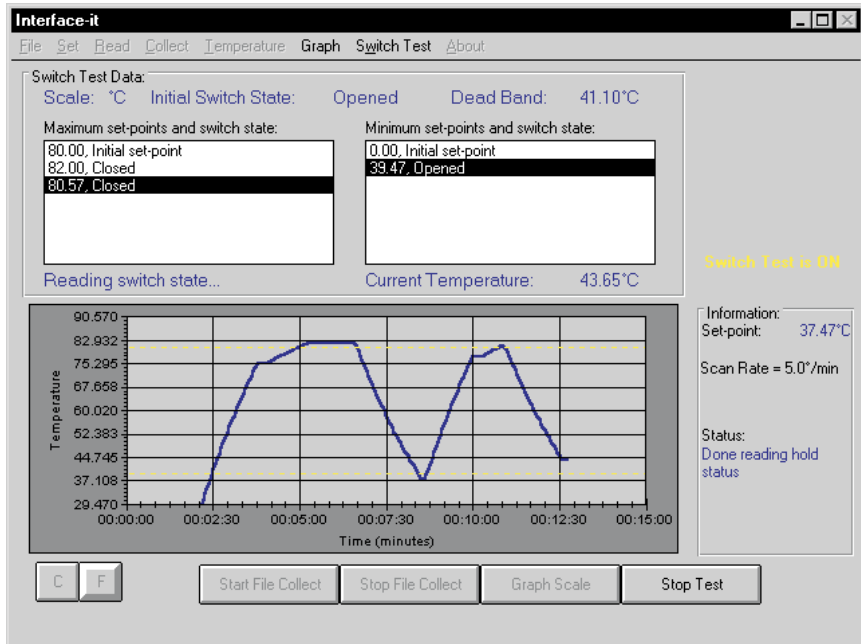 Interface-it
File Set Read Collect Temperature Graph Switch Test About
Switch Test Data:
Scale: °C Initial Switch State: Opened Dead Band: 41.10°C
Maximum set-points and switch state:
80.00, Initial set-point
82.00, Closed
80.57, Closed
Minimum set-points and switch state:
0.00, Initial set-point
39.47, Opened
Reading switch state...
Current Temperature: 43.65°C
Switch Test is ON
90.570
82.932
75.295
67.658
60.020
52.383
44.745
37.108
29.470
Temperature
00:00:00 00:02:30 00:05:00 00:07:30 00:10:00 00:12:30 00:15:00
Time (minutes)
Information:
Set-point: 37.47°C
Scan Rate = 5.0°/min
Status:
Done reading hold
status
C F Start File Collect Stop File Collect Graph Scale Stop Test